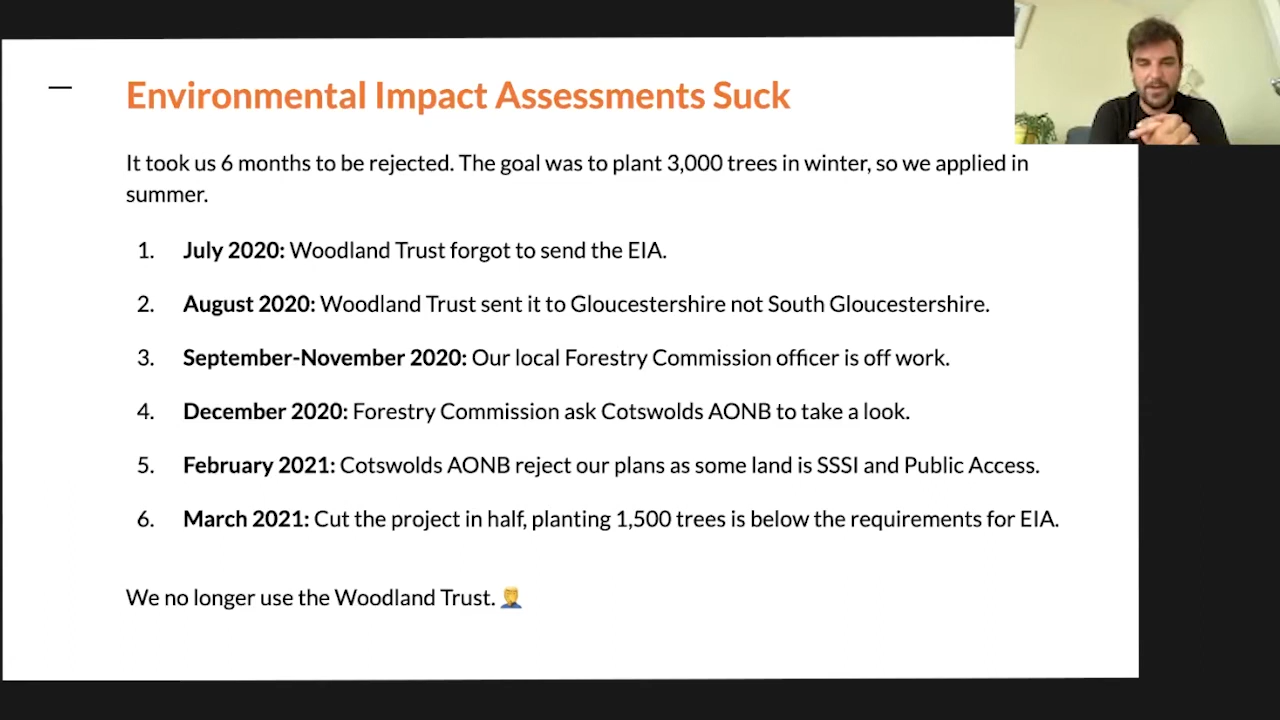 Environmental Impact Assessments Suck
It took us 6 months to be rejected. The goal was to plant 3,000 trees in winter, so we applied in
summer.
1. July 2020: Woodland Trust forgot to send the EIA.
2. August 2020: Woodland Trust sent it to Gloucestershire not South Gloucestershire.
3. September-November 2020: Our local Forestry Commission officer is off work.
4. December 2020: Forestry Commission ask Cotswolds AONB to take a look.
5. February 2021: Cotswolds AONB reject our plans as some land is SSSI and Public Access.
6. March 2021: Cut the project in half, planting 1,500 trees is below the requirements for EIA.
We no longer use the Woodland Trust. 🤦‍♂️